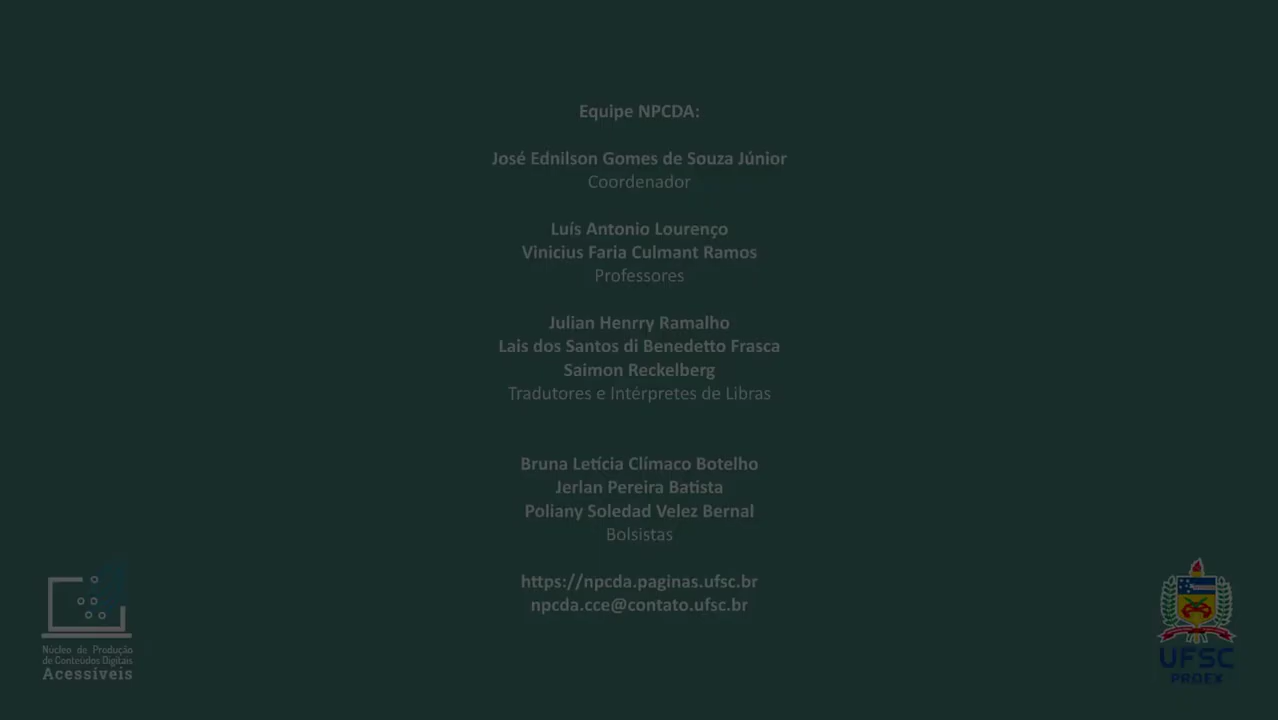 Equipe NPCDA:
José Ednilson Gomes de Souza Júnior
Coordenador
Luís Antonio Lourenço
Vinicius Faria Culmant Ramos
Professores
Julian Henrry Ramalho
Lais dos Santos di Benedetto Frasca
Saimon Reckelberg
Tradutores e Intérpretes de Libras
Bruna Letícia Clímaco Botelho
Jerlan Pereira Batista
Poliany Soledad Velez Bernal
Bolsistas
https://npcda.paginas.ufsc.br
npcda.cce@contato.ufsc.br
Núcleo de Produção
de Conteúdos Digitais
Acessíveis
UFSC
PROEX